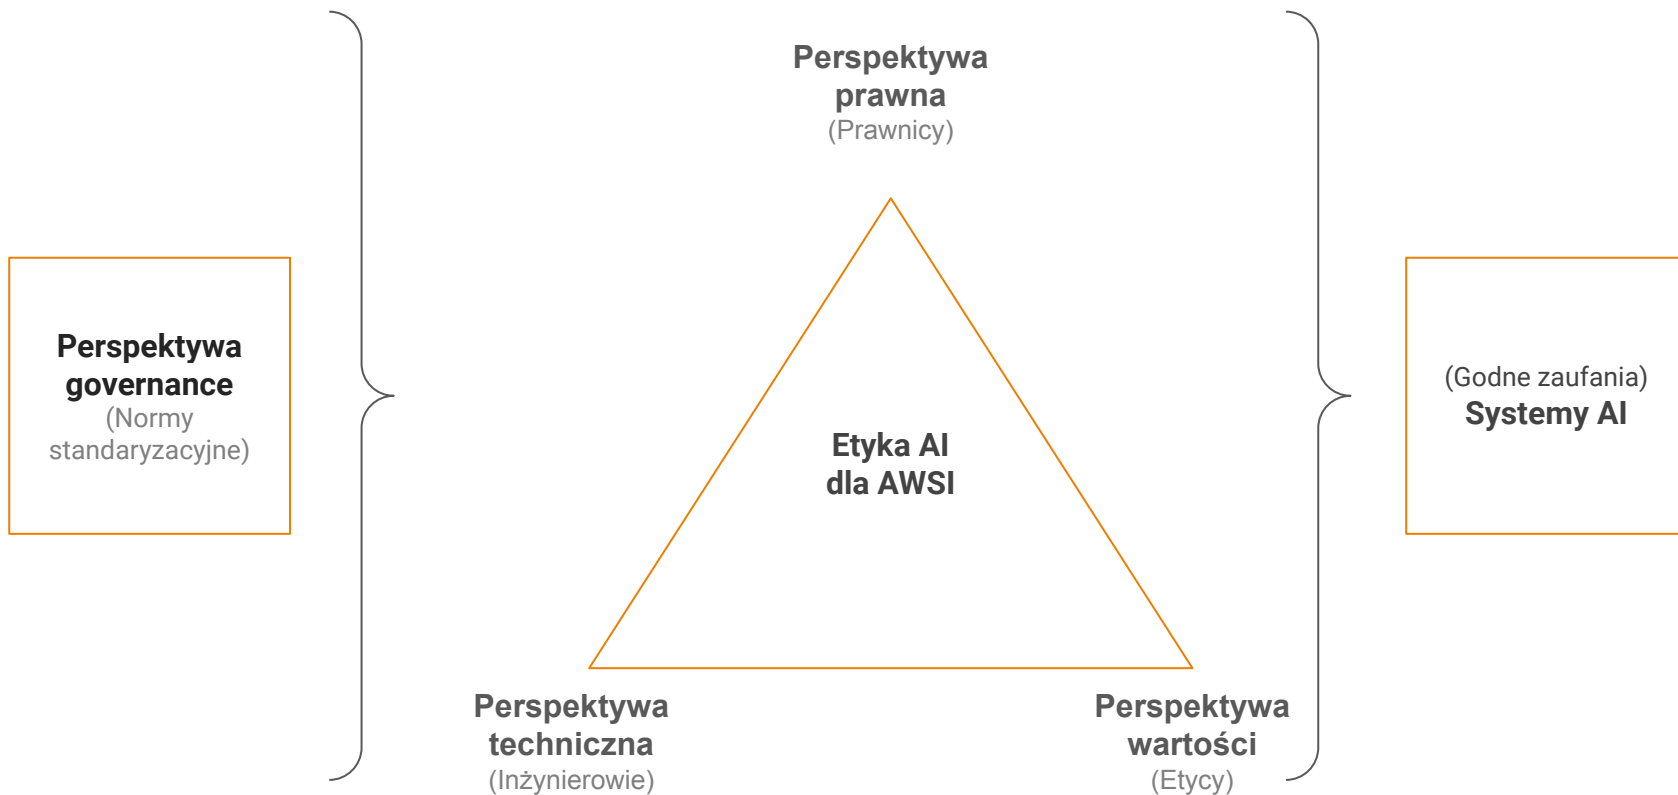 Perspektywa
prawna
(Prawnicy)
Perspektywa
governance
(Normy
standaryzacyjne)
Etyka AI
dla AWSI
(Godne zaufania)
Systemy AI
Perspektywa
techniczna
(Inżynierowie)
Perspektywa
wartości
(Etycy)